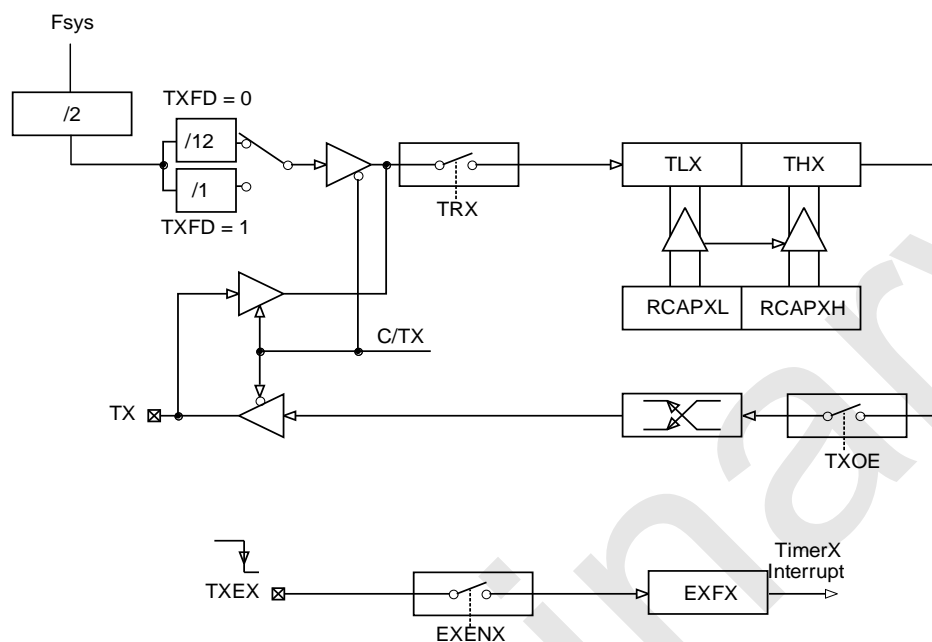 Fsys
/2
TXFD = 0
/12
/1
TXFD = 1
TRX
TLX THX
RCAPXL RCAPXH
C/TX
TX
TXOE
TXEX
EXENX
EXFX
TimerX
Interrupt